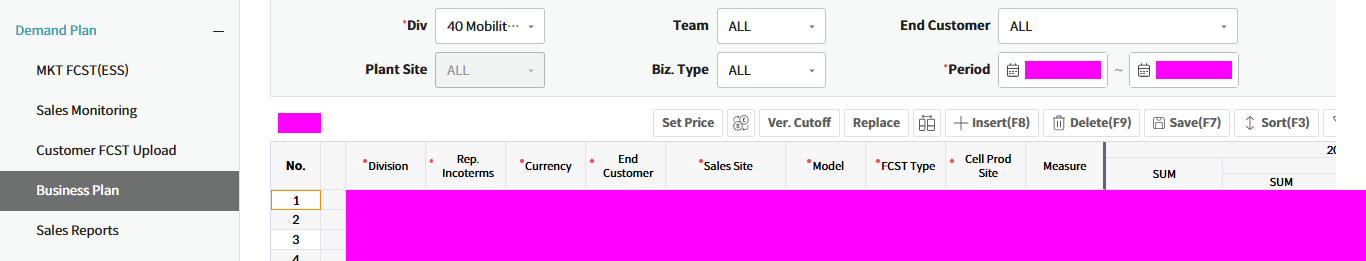 Demand Plan
MKT FCST(ESS)
Sales Monitoring
Customer FCST Upload
Business Plan
Sales Reports
*Div 40 Mobilit··· Team ALL End Customer ALL
Plant Site ALL Biz. Type ALL *Period ~
Set Price Ver. Cutoff Replace Insert(F8) Delete(F9) Save(F7) Sort(F3)
No. Division Rep. Incoterms Currency End Customer Sales Site Model FCST Type Cell Prod Site Measure 20
SUM SUM
1
2
3
4